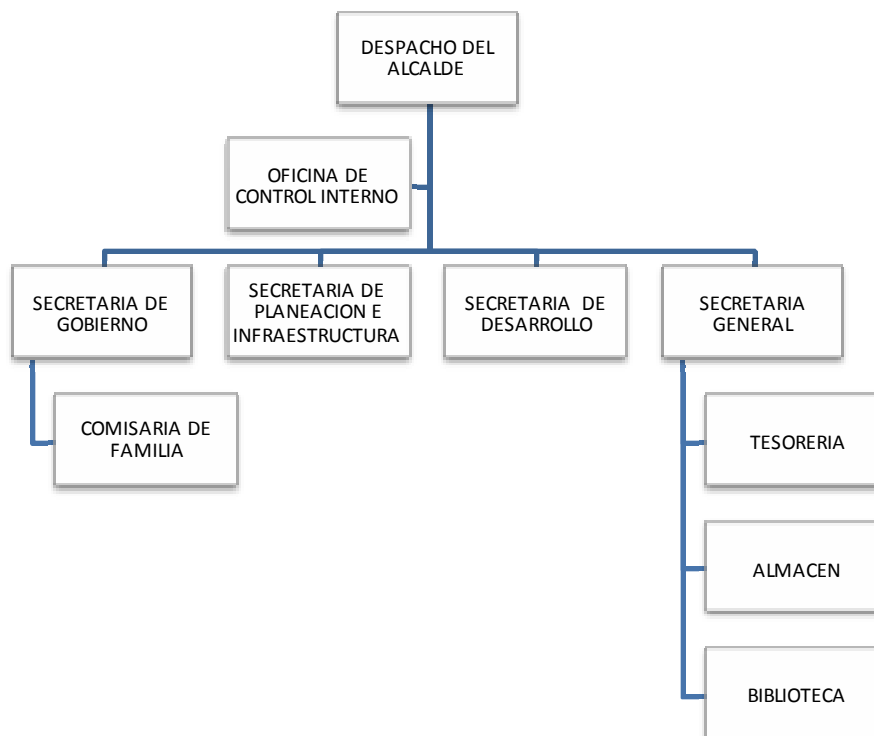 DESPACHO DEL
ALCALDE
OFICINA DE
CONTROL INTERNO
SECRETARIA DE
GOBIERNO
SECRETARIA DE
PLANEACION E
INFRAESTRUCTURA
SECRETARIA DE
DESARROLLO
SECRETARIA
GENERAL
COMISARIA DE
FAMILIA
TESORERIA
ALMACEN
BIBLIOTECA